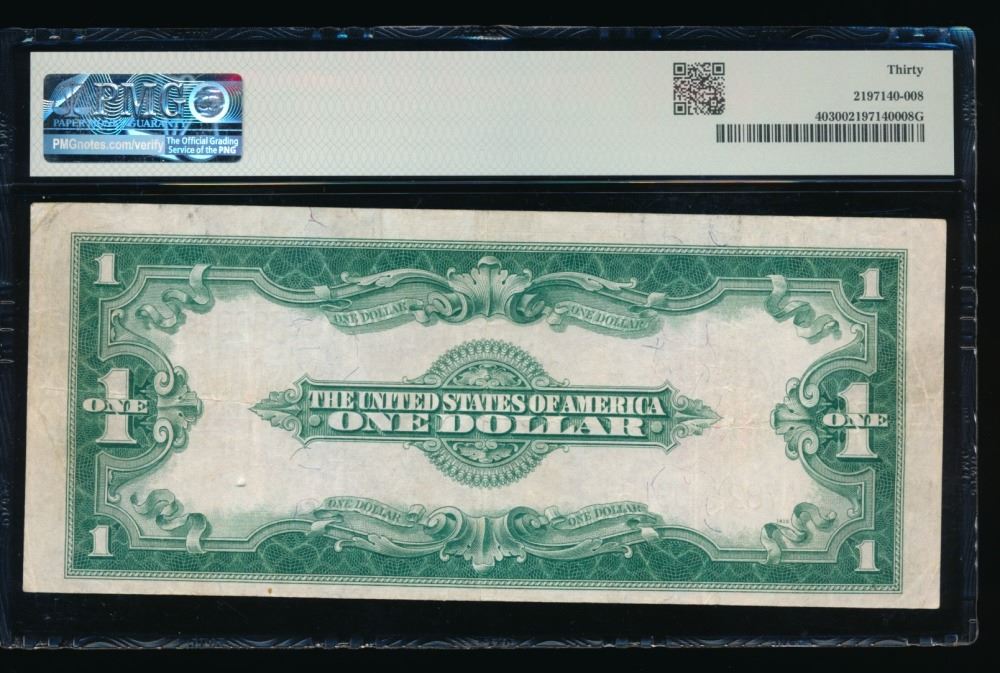 PMG
PAPER MONEY GUARANTY
PMGnotes.com/verify
The Official Grading
Service of the PNG
Thirty
2197140-008
403002197140008G
1
1
ONE DOLLAR
ONE DOLLAR
1
ONE
THE UNITED STATES OF AMERICA
ONE DOLLAR
1
ONE
ONE DOLLAR
ONE DOLLAR
1
1